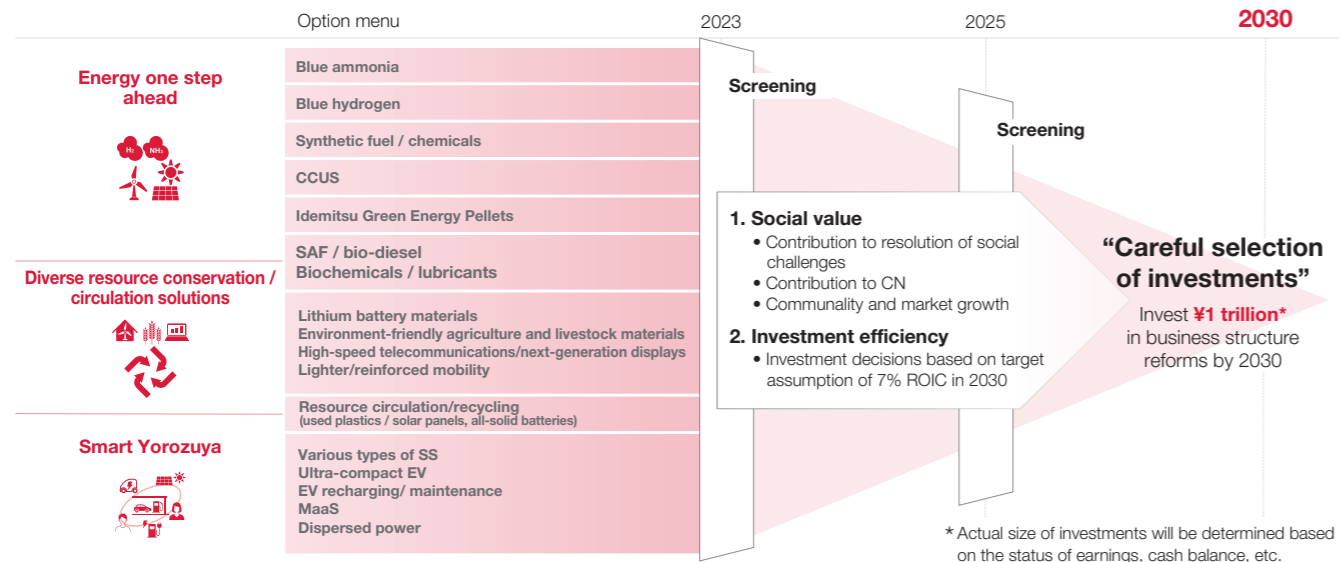 Option menu
2023
2025
2030
Energy one step
ahead
H₂
NH₃
Blue ammonia
Blue hydrogen
Synthetic fuel / chemicals
CCUS
Idemitsu Green Energy Pellets
SAF / bio-diesel
Biochemicals / lubricants
Diverse resource conservation /
circulation solutions
Lithium battery materials
Environment-friendly agriculture and livestock materials
High-speed telecommunications/next-generation displays
Lighter/reinforced mobility
Resource circulation/recycling
(used plastics / solar panels, all-solid batteries)
Smart Yorozuya
Various types of SS
Ultra-compact EV
EV recharging/ maintenance
MaaS
Dispersed power
Screening
Screening
1. Social value
• Contribution to resolution of social
challenges
• Contribution to CN
• Communality and market growth
2. Investment efficiency
• Investment decisions based on target
assumption of 7% ROIC in 2030
“Careful selection
of investments”
Invest ¥1 trillion*
in business structure
reforms by 2030
* Actual size of investments will be determined based
on the status of earnings, cash balance, etc.